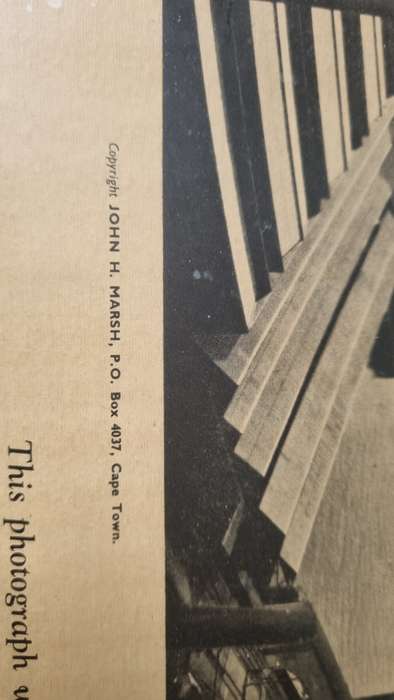 Copyright JOHN H. MARSH, P.O. Box 4037, Cape Town.
This photograph